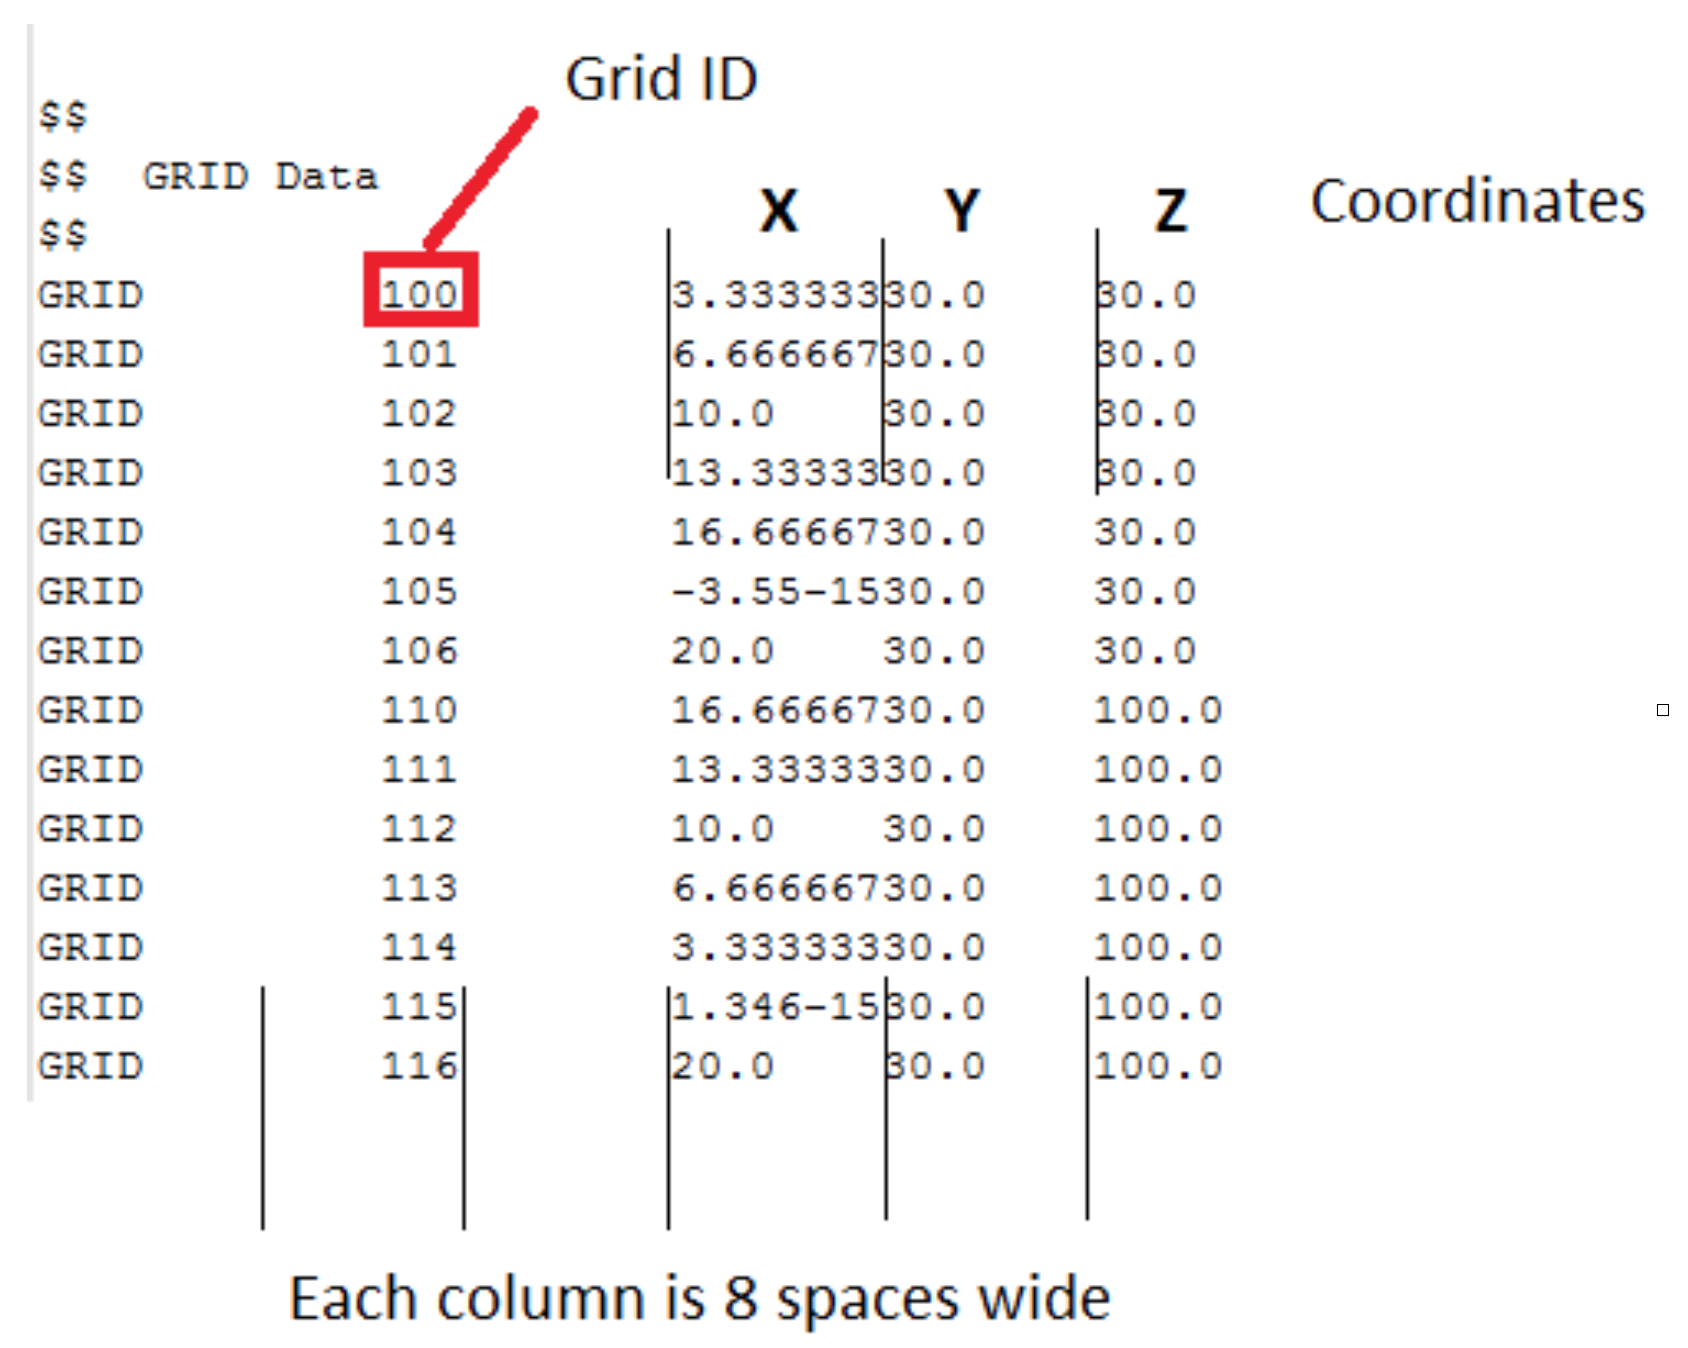 Grid ID
$$
$$  GRID Data
X Y Z Coordinates
$$
GRID         100        3.33333330.0    30.0
GRID         101        6.66666730.0    30.0
GRID         102        10.0    30.0    30.0
GRID         103        13.3333330.0    30.0
GRID         104        16.6666730.0    30.0
GRID         105        -3.55-1530.0    30.0
GRID         106        20.0    30.0    30.0
GRID         110        16.6666730.0    100.0
GRID         111        13.3333330.0    100.0
GRID         112        10.0    30.0    100.0
GRID         113        6.66666730.0    100.0
GRID         114        3.33333330.0    100.0
GRID         115        1.346-1530.0    100.0
GRID         116        20.0    30.0    100.0
Each column is 8 spaces wide